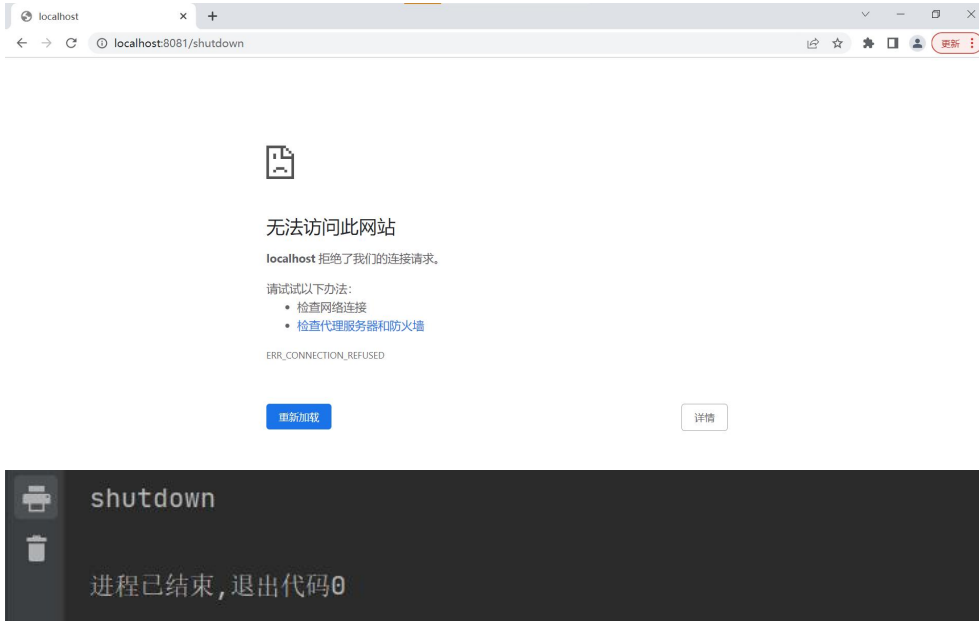 localhost
localhost:8081/shutdown
更新
无法访问此网站
localhost 拒绝了我们的连接请求。
请试试以下办法：
检查网络连接
检查代理服务器和防火墙
ERR_CONNECTION_REFUSED
重新加载
详情
shutdown
进程已结束,退出代码0